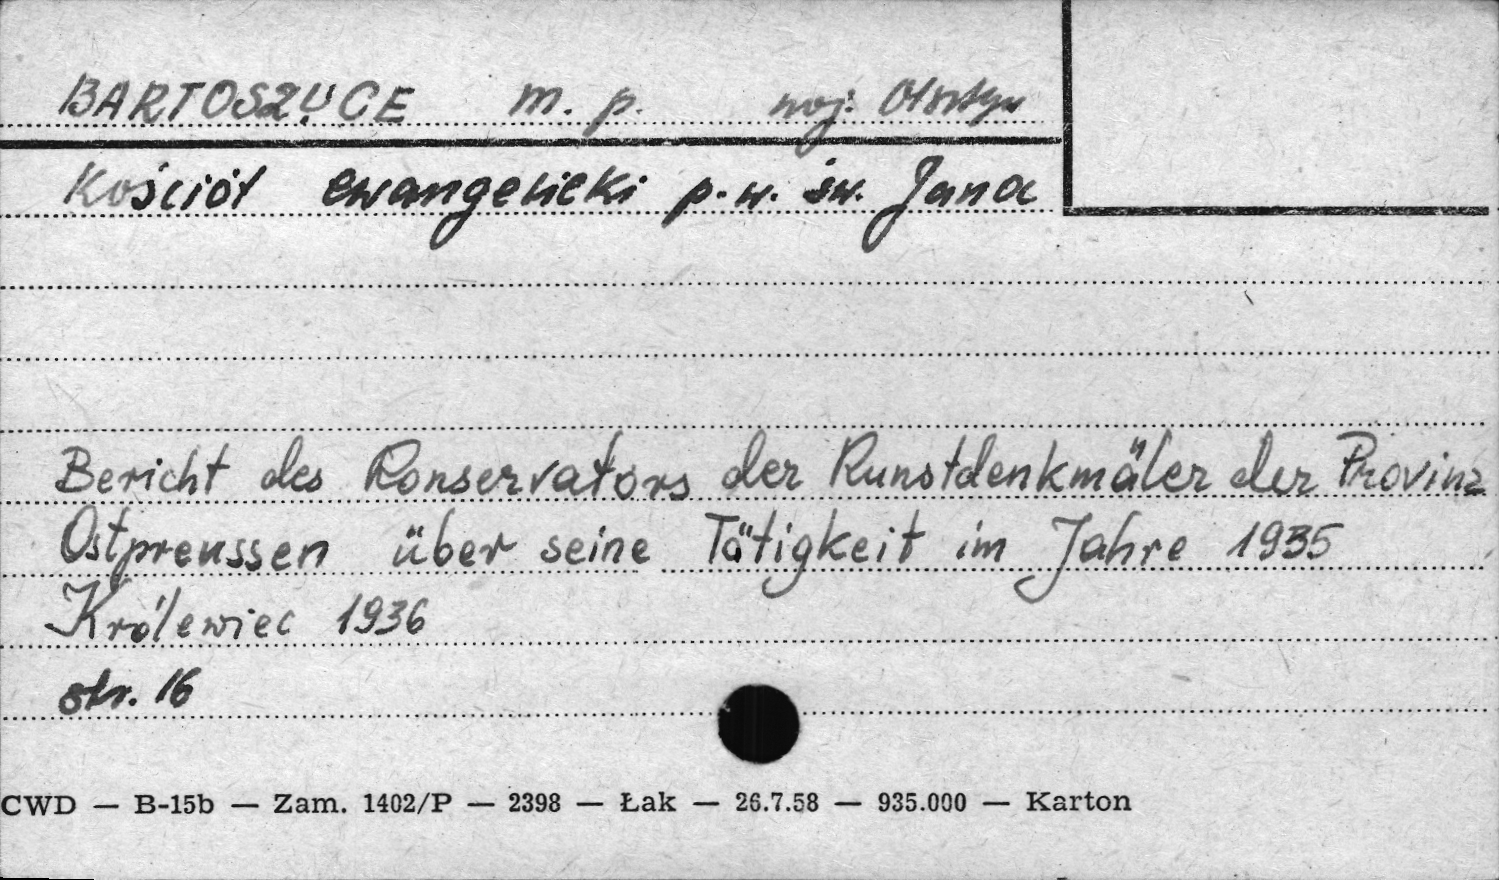 BARTOSZYCE m. p. woj. Olsztyn
Kościół ewangelicki p.w. św. Jana
Bericht des Konservators der Kunstdenkmäler der Provinz
Ostpreussen über seine Tätigkeit im Jahre 1935
Królewiec 1936
str. 16
CWD — B-15b — Zam. 1402/P — 2398 — Łak — 26.7.58 — 935.000 — Karton